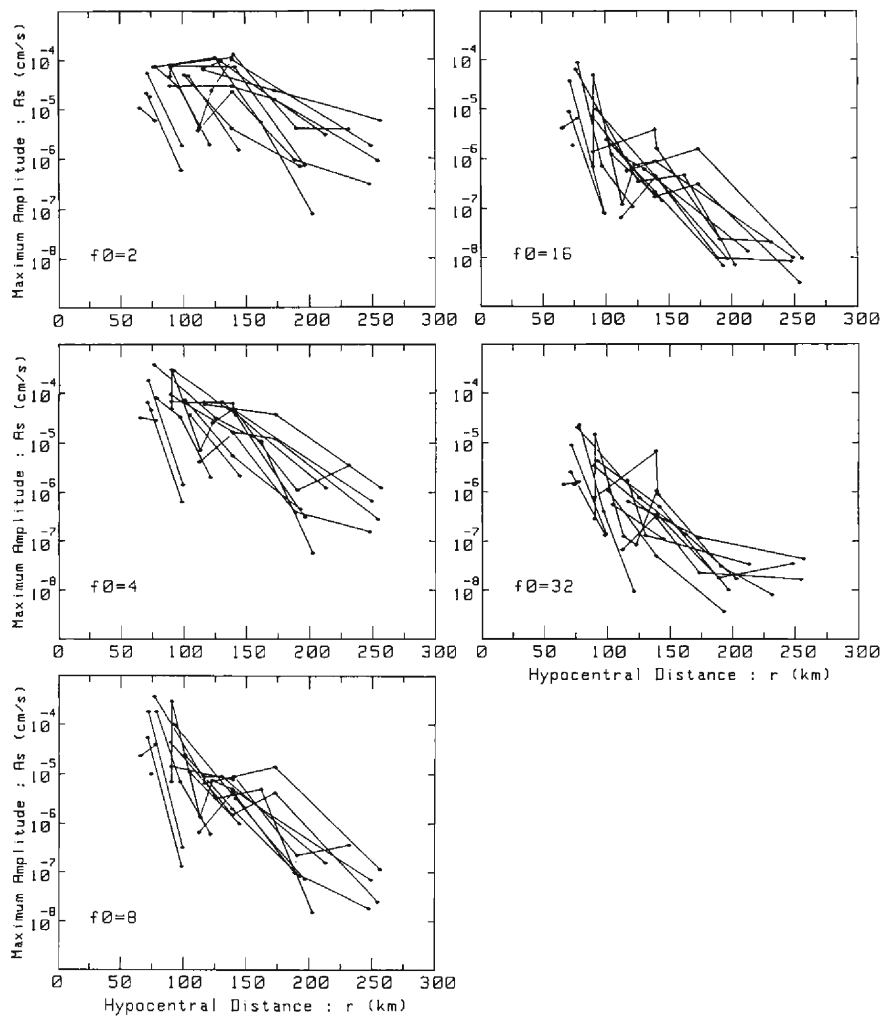 Maximum Amplitude : As (cm/s)
10⁻⁴
10⁻⁵
10⁻⁶
10⁻⁷
10⁻⁸
f0=2
0 50 100 150 200 250 300
10⁻⁴
10⁻⁵
10⁻⁶
10⁻⁷
10⁻⁸
f0=16
0 50 100 150 200 250 300
Maximum Amplitude : As (cm/s)
10⁻⁴
10⁻⁵
10⁻⁶
10⁻⁷
10⁻⁸
f0=4
0 50 100 150 200 250 300
10⁻⁴
10⁻⁵
10⁻⁶
10⁻⁷
10⁻⁸
f0=32
0 50 100 150 200 250 300
Hypocentral Distance : r (km)
Maximum Amplitude : As (cm/s)
10⁻⁴
10⁻⁵
10⁻⁶
10⁻⁷
10⁻⁸
f0=8
0 50 100 150 200 250 300
Hypocentral Distance : r (km)